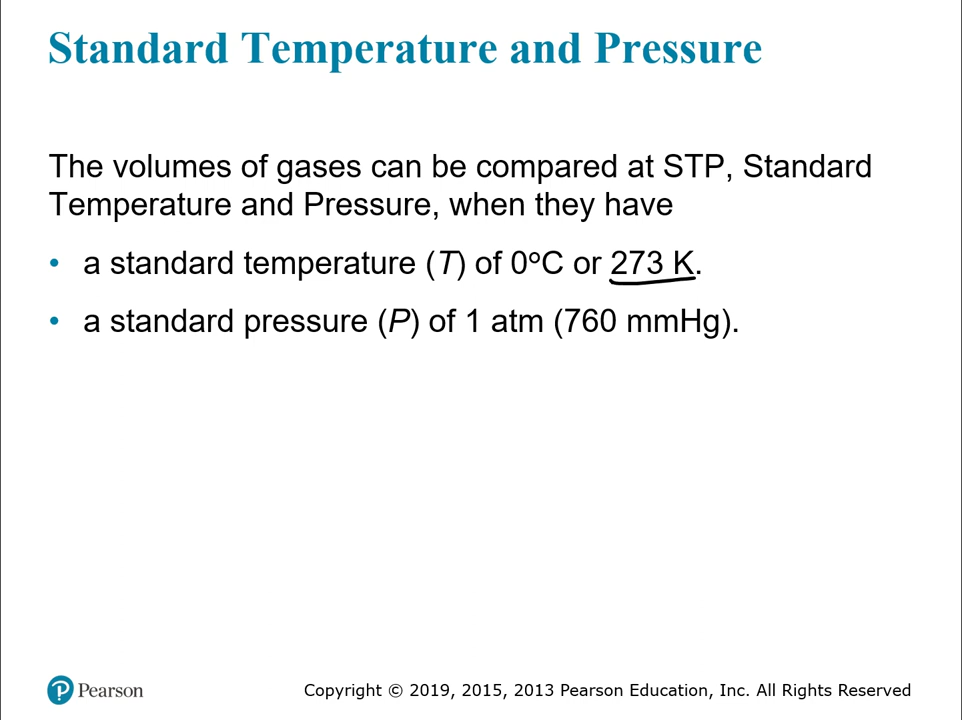 Standard Temperature and Pressure
The volumes of gases can be compared at STP, Standard
Temperature and Pressure, when they have
• a standard temperature (T) of 0°C or 273 K.
• a standard pressure (P) of 1 atm (760 mmHg).
Pearson
Copyright © 2019, 2015, 2013 Pearson Education, Inc. All Rights Reserved